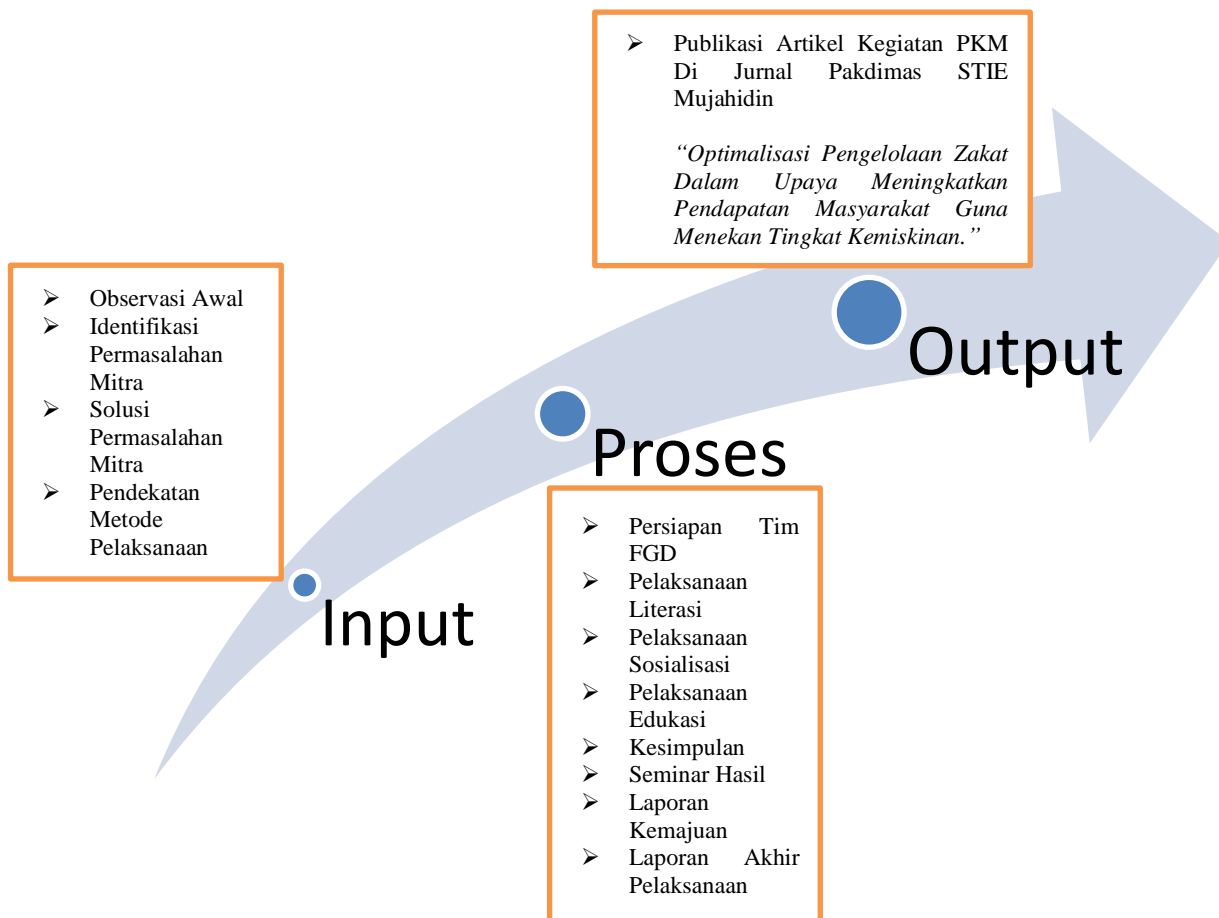 ➢ Observasi Awal
➢ Identifikasi
Permasalahan
Mitra
➢ Solusi
Permasalahan
Mitra
➢ Pendekatan
Metode
Pelaksanaan
Input
Proses
➢ Persiapan Tim
FGD
➢ Pelaksanaan
Literasi
➢ Pelaksanaan
Sosialisasi
➢ Pelaksanaan
Edukasi
➢ Kesimpulan
➢ Seminar Hasil
➢ Laporan
Kemajuan
➢ Laporan Akhir
Pelaksanaan
➢ Publikasi Artikel Kegiatan PKM
Di Jurnal Pakdimas STIE
Mujahidin
“Optimalisasi Pengelolaan Zakat
Dalam Upaya Meningkatkan
Pendapatan Masyarakat Guna
Menekan Tingkat Kemiskinan.”
Output